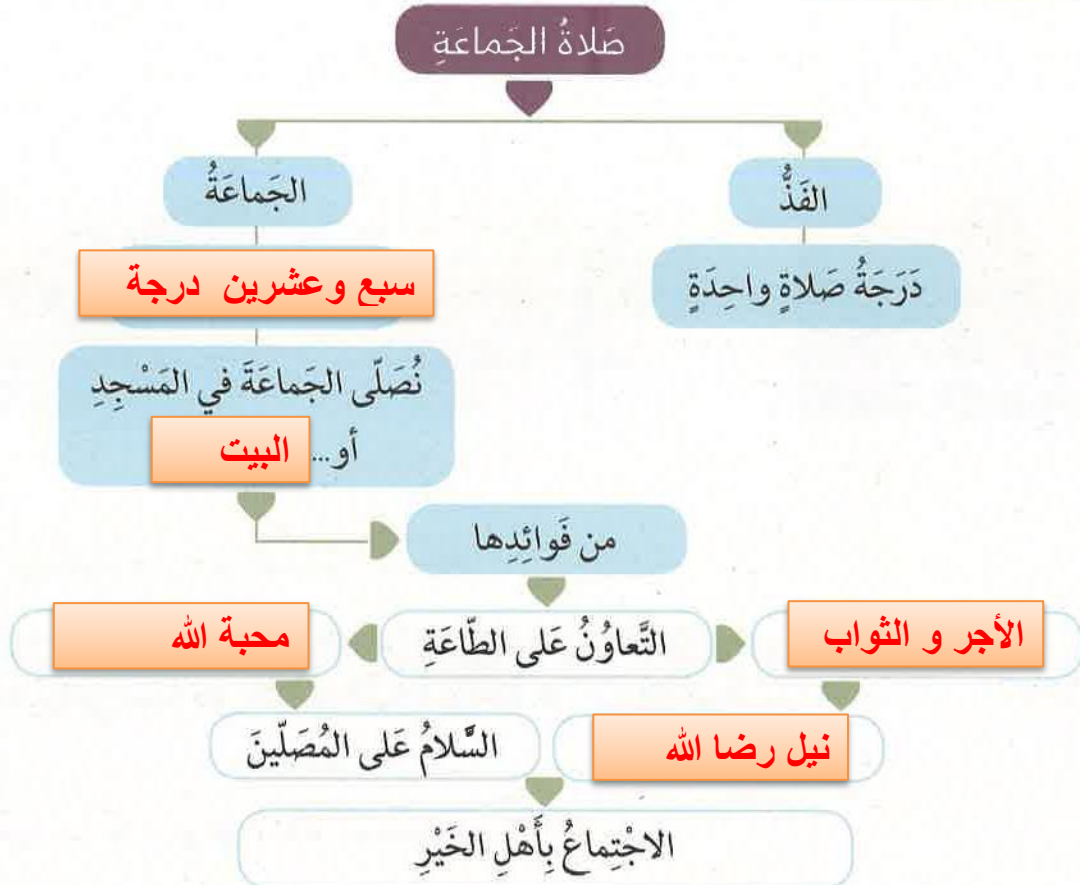 صَلاةُ الجَماعَةِ
الفَذُّ
الجَماعَةُ
دَرَجَةُ صَلاةٍ واحِدَةٍ
سبع وعشرين درجة
نُصَلّى الجَماعَةَ في المَسْجِدِ
أو... البيت
من فَوائِدِها
الأجر و الثواب
التَّعاوُنُ عَلى الطّاعَةِ
محبة الله
نيل رضا الله
السَّلامُ عَلى المُصَلّينَ
الاجْتِماعُ بِأَهْلِ الخَيْرِ